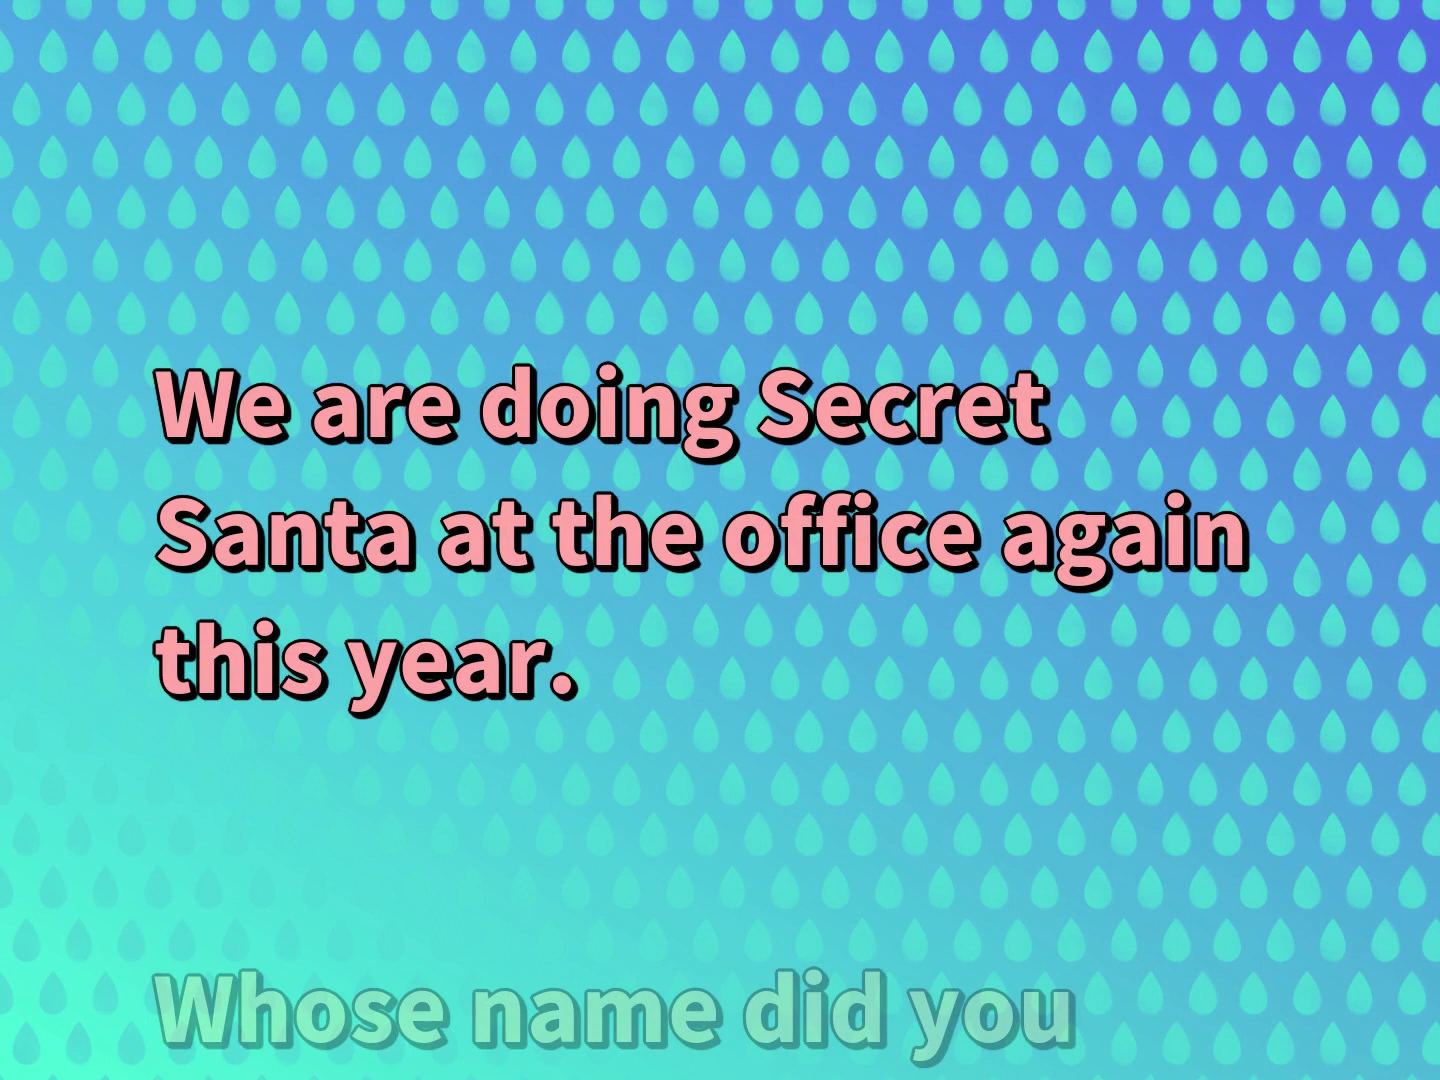 We are doing Secret
Santa at the office again
this year.
Whose name did you